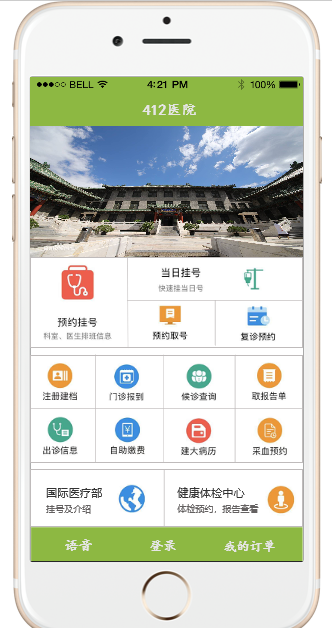 BELL 4:21 PM 100%
412医院
当日挂号
快速挂当日号
预约挂号
科室、医生排班信息
预约取号
复诊预约
注册建档 门诊报到 候诊查询 取报告单
出诊信息 自助缴费 建大病历 采血预约
国际医疗部 健康体检中心
挂号及介绍 体检预约，报告查看
语音 登录 我的订单